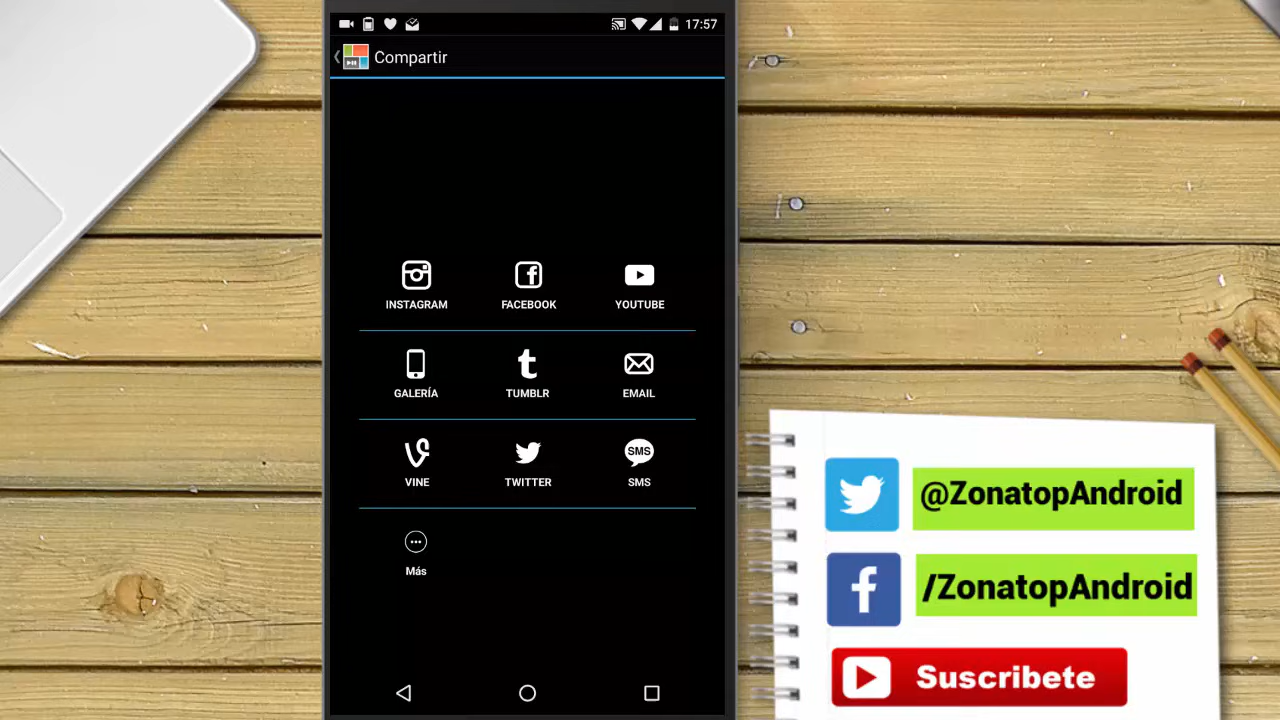 17:57
Compartir
INSTAGRAM FACEBOOK YOUTUBE
GALERÍA TUMBLR EMAIL
SMS
VINE TWITTER SMS
Más
@ZonatopAndroid
/ZonatopAndroid
Suscribete